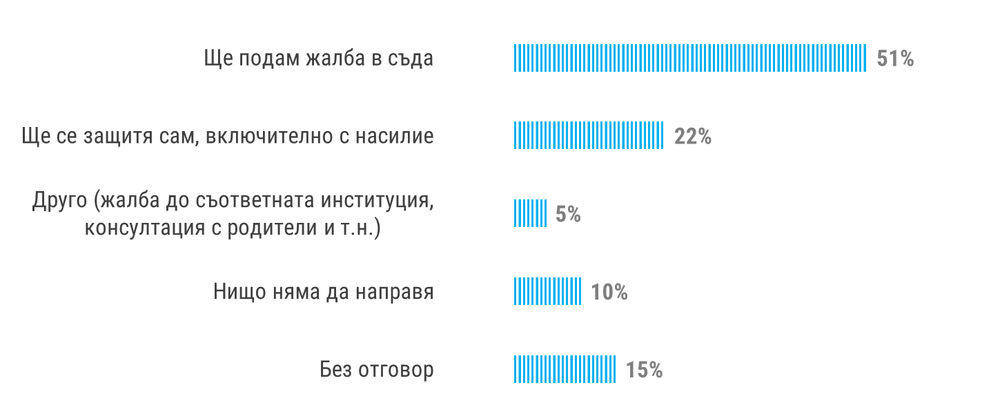 Ще подам жалба в съда 51%
Ще се защитя сам, включително с насилие 22%
Друго (жалба до съответната институция,
консултация с родители и т.н.) 5%
Нищо няма да направя 10%
Без отговор 15%